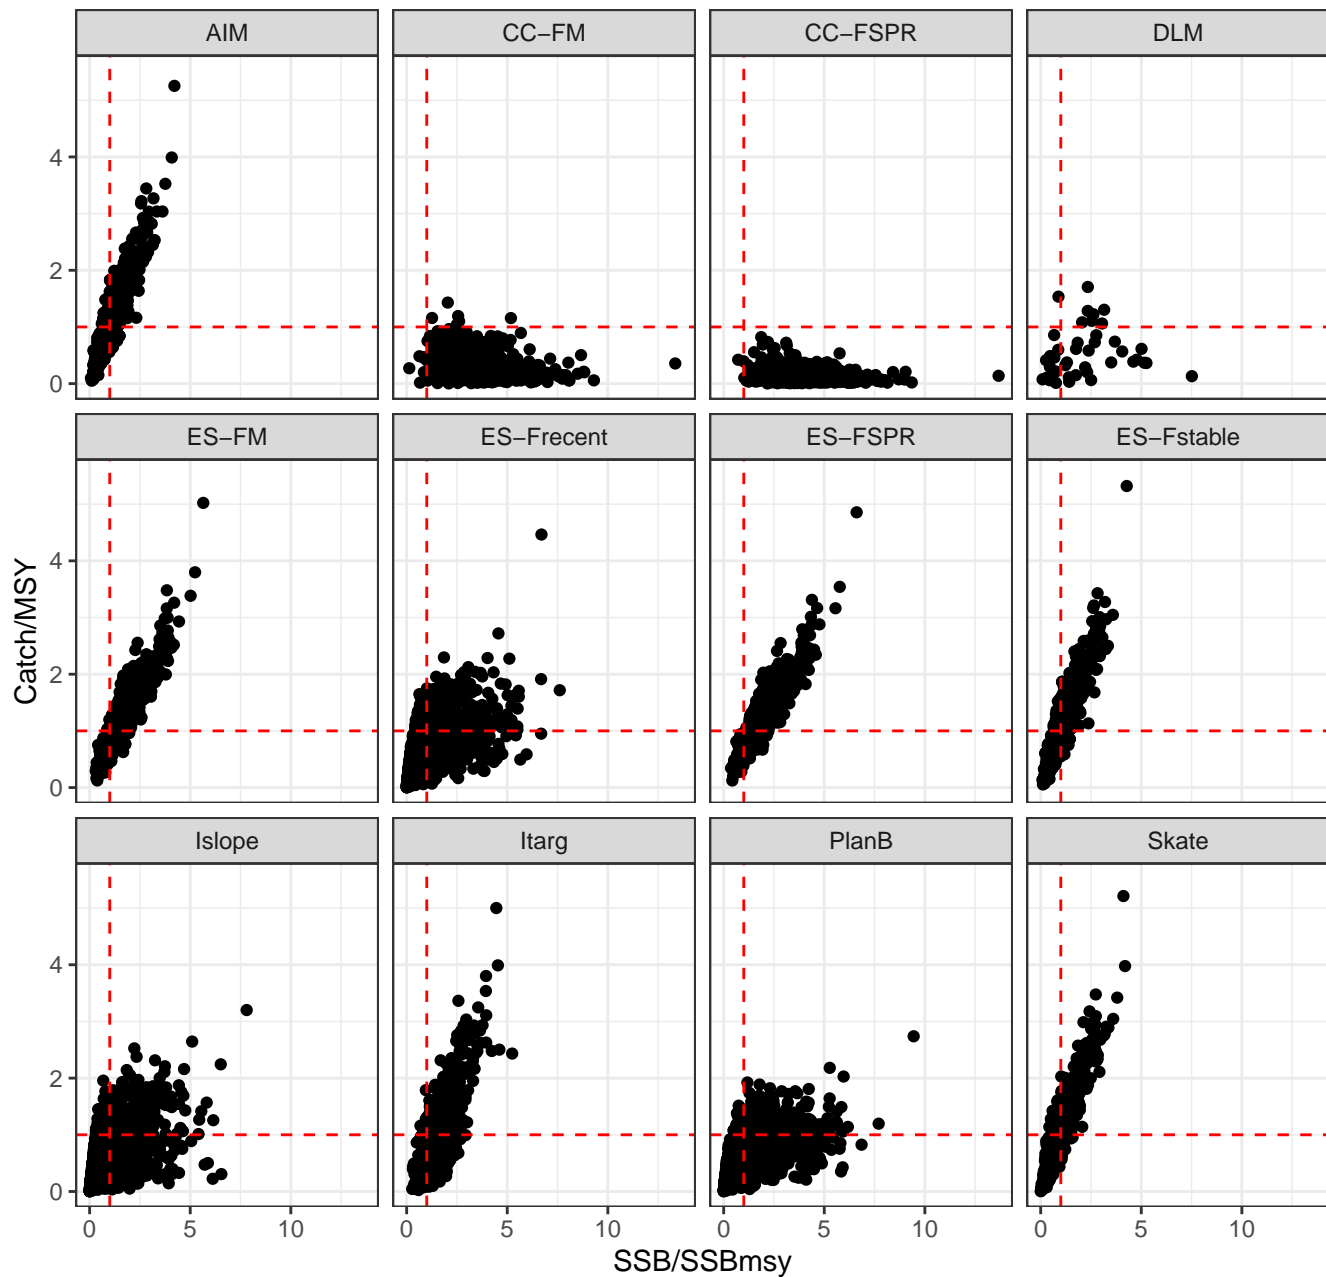 AIM CC−FM CC−FSPR DLM
4
2
0
ES−FM ES−Frecent ES−FSPR ES−Fstable
4
2
0
Catch/MSY
Islope Itarg PlanB Skate
4
2
0
0 5 10 0 5 10 0 5 10 0 5 10
SSB/SSBmsy